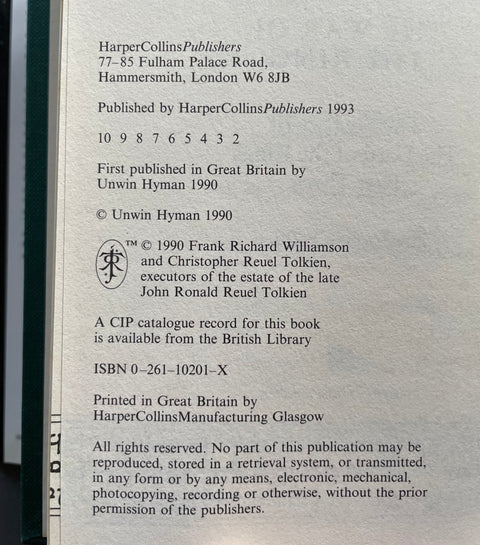 HarperCollinsPublishers
77–85 Fulham Palace Road,
Hammersmith, London W6 8JB
Published by HarperCollinsPublishers 1993
10 9 8 7 6 5 4 3 2
First published in Great Britain by
Unwin Hyman 1990
© Unwin Hyman 1990
™ © 1990 Frank Richard Williamson
and Christopher Reuel Tolkien,
executors of the estate of the late
John Ronald Reuel Tolkien
A CIP catalogue record for this book
is available from the British Library
ISBN 0–261–10201–X
Printed in Great Britain by
HarperCollinsManufacturing Glasgow
All rights reserved. No part of this publication may be
reproduced, stored in a retrieval system, or transmitted,
in any form or by any means, electronic, mechanical,
photocopying, recording or otherwise, without the prior
permission of the publishers.